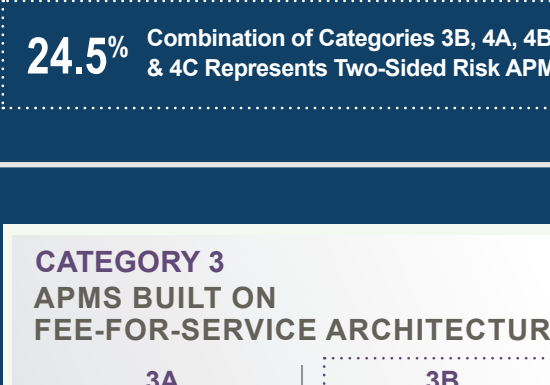 24.5% Combination of Categories 3B, 4A, 4B
& 4C Represents Two-Sided Risk APM
CATEGORY 3
APMS BUILT ON
FEE-FOR-SERVICE ARCHITECTUR
3A 3B